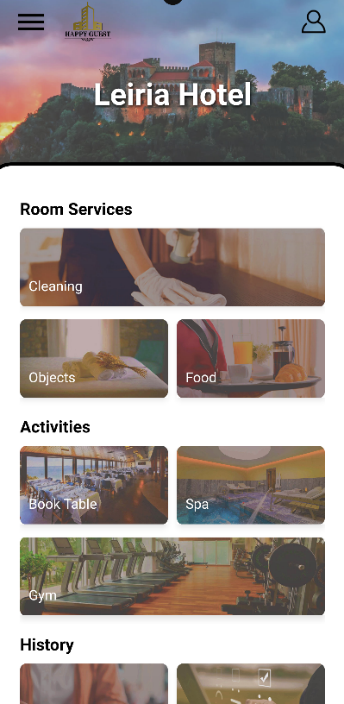 HAPPY GUEST
Leiria Hotel
Room Services
Cleaning
Objects
Food
Activities
Book Table
Spa
Gym
History